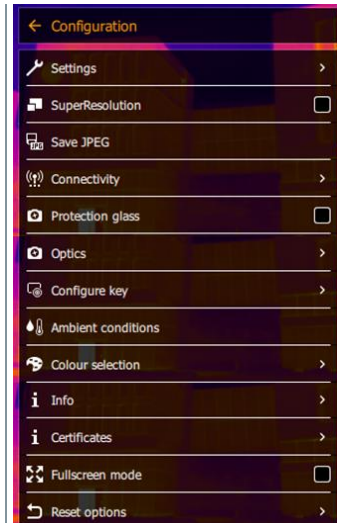 Configuration
Settings
SuperResolution
JPG
Save JPEG
Connectivity
Protection glass
Optics
Configure key
Ambient conditions
Colour selection
Info
Certificates
Fullscreen mode
Reset options